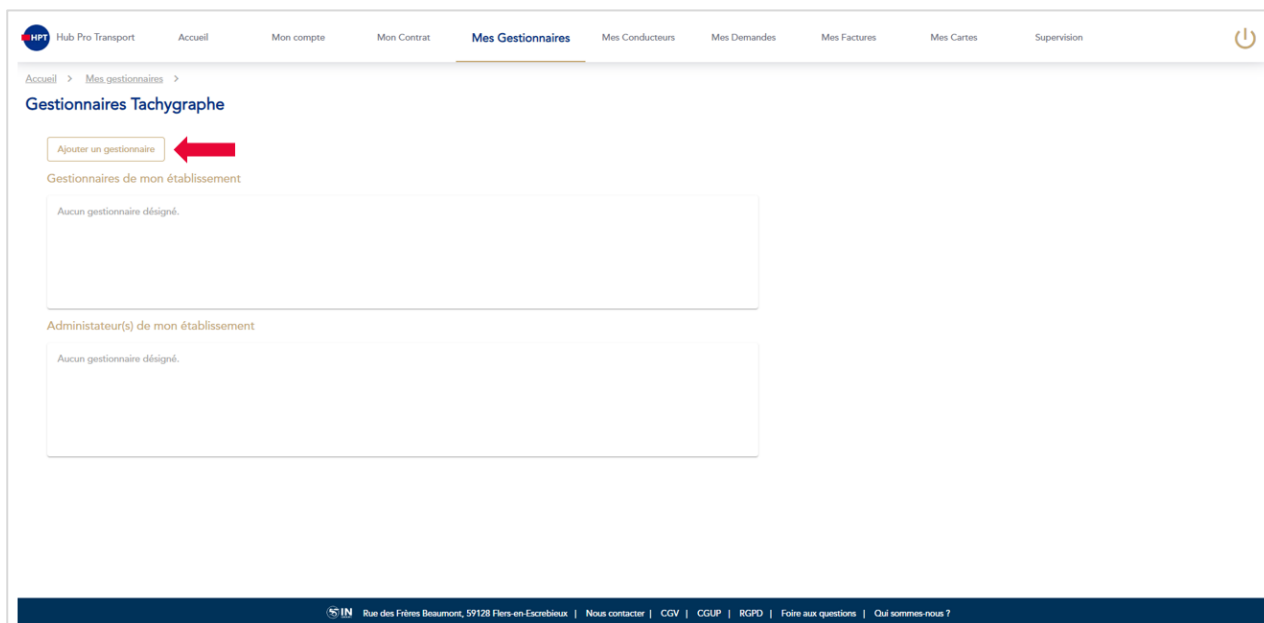 HPT Hub Pro Transport Accueil Mon compte Mon Contrat Mes Gestionnaires Mes Conducteurs Mes Demandes Mes Factures Mes Cartes Supervision
Accueil > Mes gestionnaires >
Gestionnaires Tachygraphe
Ajouter un gestionnaire
Gestionnaires de mon établissement
Aucun gestionnaire désigné.
Administateur(s) de mon établissement
Aucun gestionnaire désigné.
IN Rue des Frères Beaumont, 59128 Flers-en-Escrebieux | Nous contacter | CGV | CGUP | RGPD | Foire aux questions | Qui sommes-nous ?